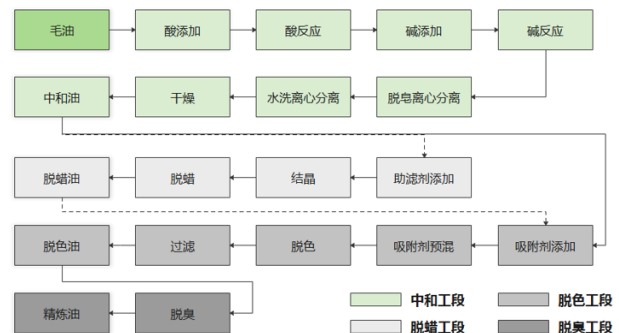 毛油
酸添加
酸反应
碱添加
碱反应
中和油
干燥
水洗离心分离
脱皂离心分离
脱蜡油
脱蜡
结晶
助滤剂添加
脱色油
过滤
脱色
吸附剂预混
吸附剂添加
精炼油
脱臭
中和工段
脱色工段
脱蜡工段
脱臭工段